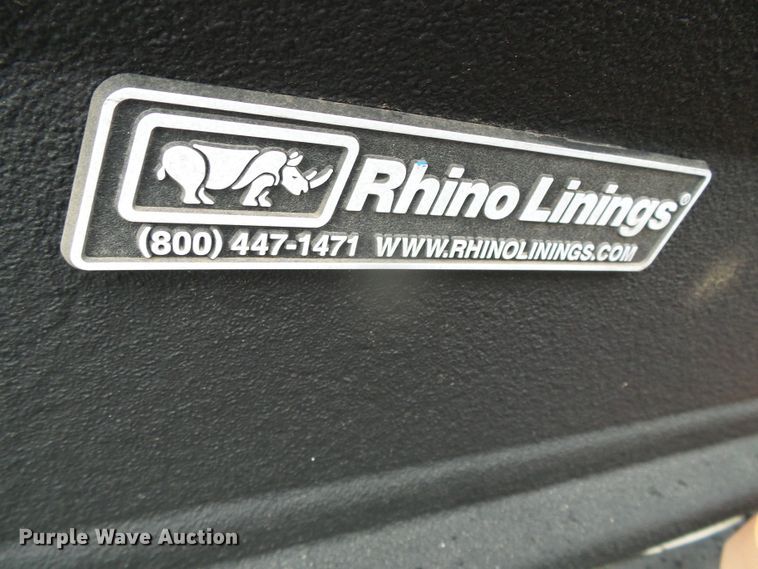 Rhino Linings®
(800) 447-1471 WWW.RHINOLININGS.COM
Purple Wave Auction